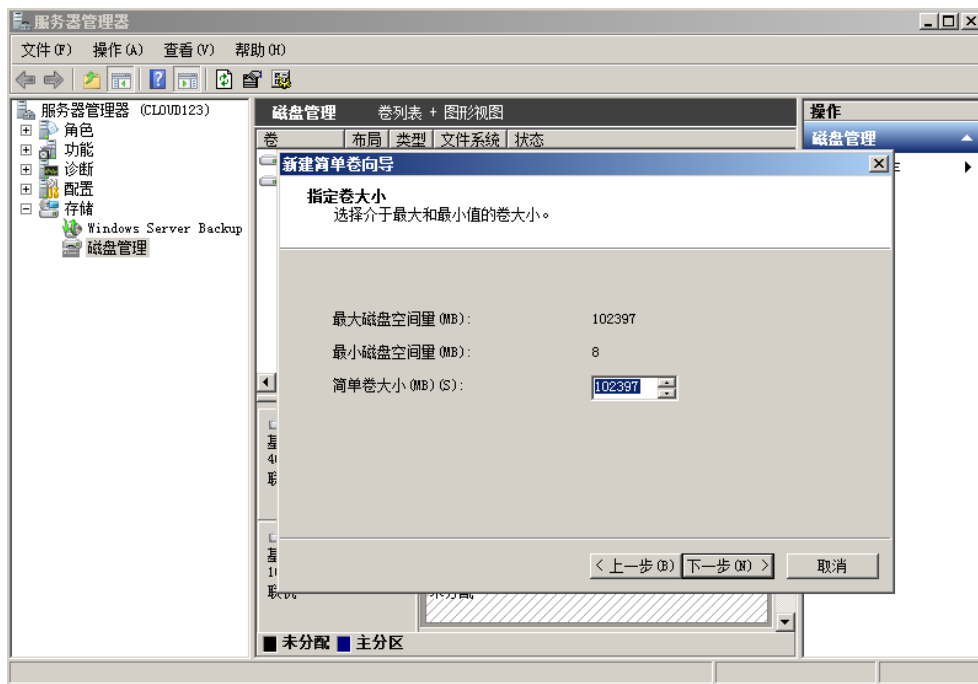 服务器管理器
文件(F) 操作(A) 查看(V) 帮助(H)
服务器管理器 (CLOUD123)
角色
功能
诊断
配置
存储
Windows Server Backup
磁盘管理
磁盘管理 卷列表 + 图形视图
卷 布局 类型 文件系统 状态
操作
磁盘管理
新建简单卷向导
指定卷大小
选择介于最大和最小值的卷大小。
最大磁盘空间量(MB): 102397
最小磁盘空间量(MB): 8
简单卷大小(MB)(S): 102397
< 上一步(B) 下一步(N) > 取消
未分配 主分区